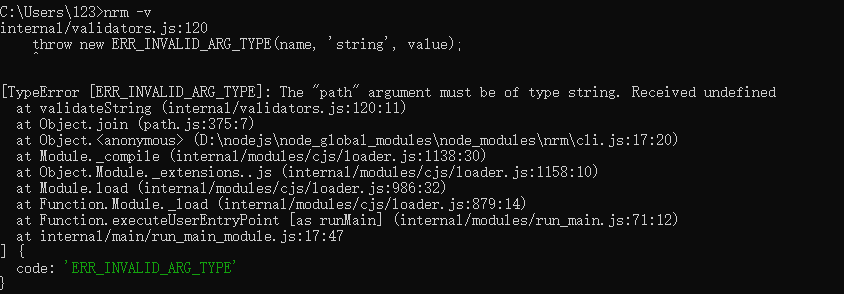 C:\Users\123>nrm -v
internal/validators.js:120
    throw new ERR_INVALID_ARG_TYPE(name, 'string', value);
    ^

[TypeError [ERR_INVALID_ARG_TYPE]: The "path" argument must be of type string. Received undefined
  at validateString (internal/validators.js:120:11)
  at Object.join (path.js:375:7)
  at Object.<anonymous> (D:\nodejs\node_global_modules\node_modules\nrm\cli.js:17:20)
  at Module._compile (internal/modules/cjs/loader.js:1138:30)
  at Object.Module._extensions..js (internal/modules/cjs/loader.js:1158:10)
  at Module.load (internal/modules/cjs/loader.js:986:32)
  at Function.Module._load (internal/modules/cjs/loader.js:879:14)
  at Function.executeUserEntryPoint [as runMain] (internal/modules/run_main.js:71:12)
  at internal/main/run_main_module.js:17:47
] {
  code: 'ERR_INVALID_ARG_TYPE'
}